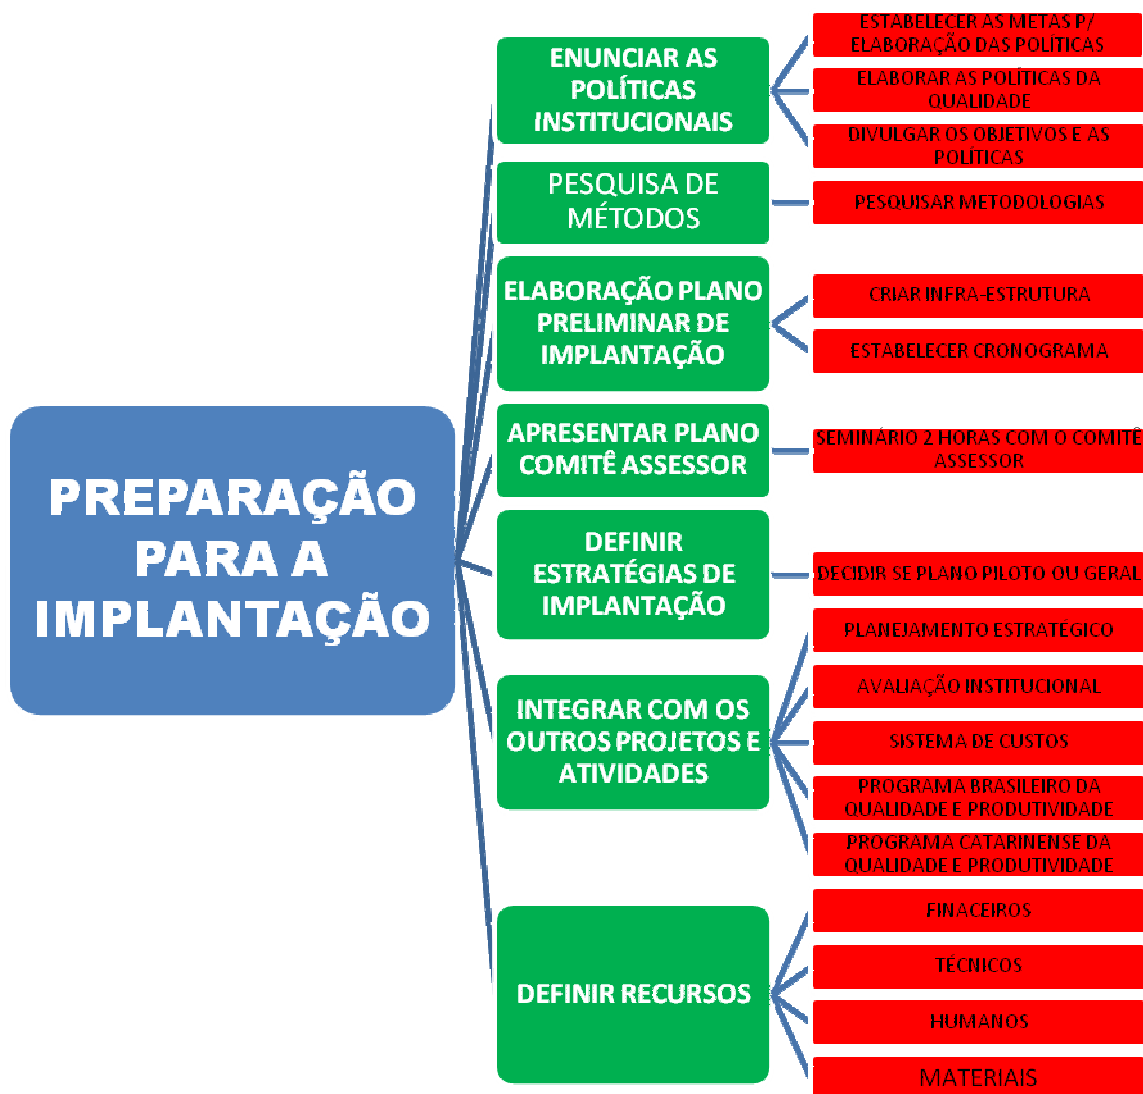 PREPARAÇÃO
PARA A
IMPLANTAÇÃO
ENUNCIAR AS
POLÍTICAS
INSTITUCIONAIS
ESTABELECER AS METAS P/
ELABORAÇÃO DAS POLÍTICAS
ELABORAR AS POLÍTICAS DA
QUALIDADE
DIVULGAR OS OBJETIVOS E AS
POLÍTICAS
PESQUISA DE
MÉTODOS
PESQUISAR METODOLOGIAS
ELABORAÇÃO PLANO
PRELIMINAR DE
IMPLANTAÇÃO
CRIAR INFRA-ESTRUTURA
ESTABELECER CRONOGRAMA
APRESENTAR PLANO
COMITÊ ASSESSOR
SEMINÁRIO 2 HORAS COM O COMITÊ
ASSESSOR
DEFINIR
ESTRATÉGIAS DE
IMPLANTAÇÃO
DECIDIR SE PLANO PILOTO OU GERAL
INTEGRAR COM OS
OUTROS PROJETOS E
ATIVIDADES
PLANEJAMENTO ESTRATÉGICO
AVALIAÇÃO INSTITUCIONAL
SISTEMA DE CUSTOS
PROGRAMA BRASILEIRO DA
QUALIDADE E PRODUTIVIDADE
PROGRAMA CATARINENSE DA
QUALIDADE E PRODUTIVIDADE
DEFINIR RECURSOS
FINACEIROS
TÉCNICOS
HUMANOS
MATERIAIS